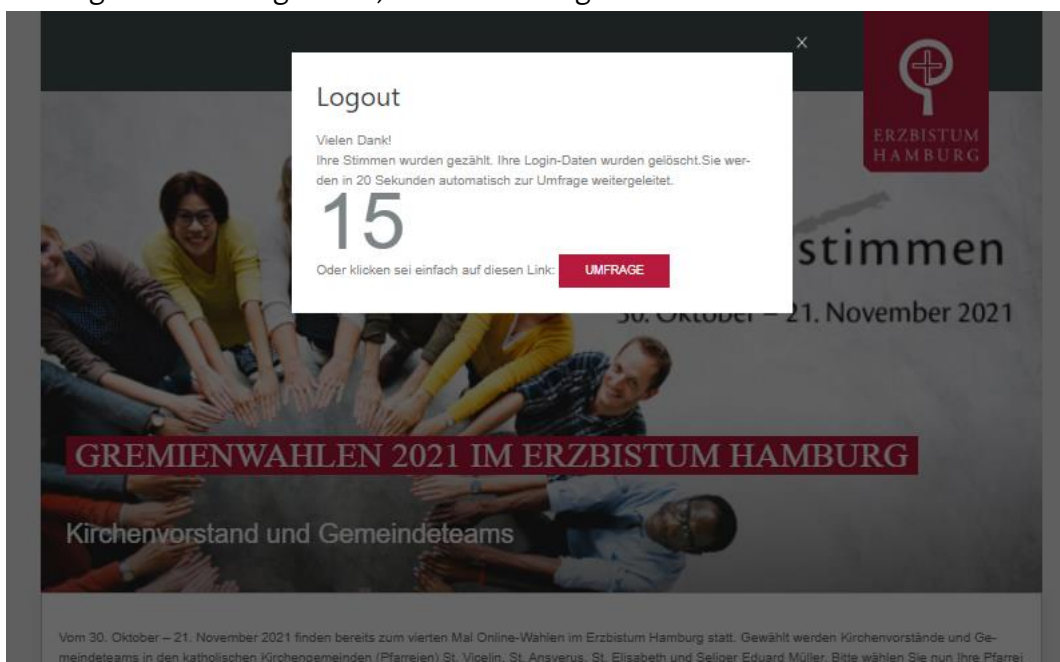 ×
Logout
Vielen Dank!
Ihre Stimmen wurden gezählt. Ihre Login-Daten wurden gelöscht.Sie wer-
den in 20 Sekunden automatisch zur Umfrage weitergeleitet.
15
Oder klicken sei einfach auf diesen Link: UMFRAGE
ERZBISTUM
HAMBURG
stimmen
30. Oktober – 21. November 2021
GREMIENWAHLEN 2021 IM ERZBISTUM HAMBURG
Kirchenvorstand und Gemeindeteams
Vom 30. Oktober – 21. November 2021 finden bereits zum vierten Mal Online-Wahlen im Erzbistum Hamburg statt. Gewählt werden Kirchenvorstände und Ge-
meindeteams in den katholischen Kirchengemeinden (Pfarreien) St. Vicelin, St. Ansverus, St. Elisabeth und Seliger Eduard Müller. Bitte wählen Sie nun Ihre Pfarrei